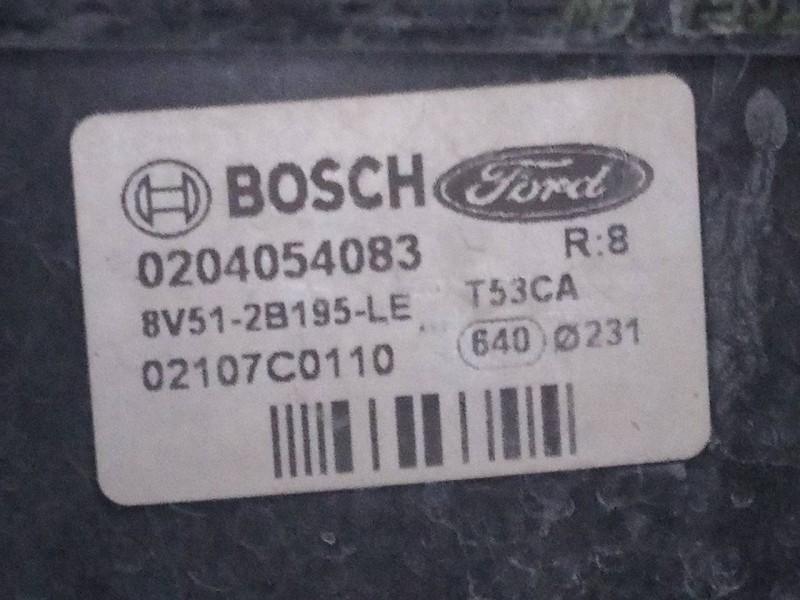 BOSCH Ford
0204054083 R:8
8V51-2B195-LE T53CA
02107C0110 640 Ø231